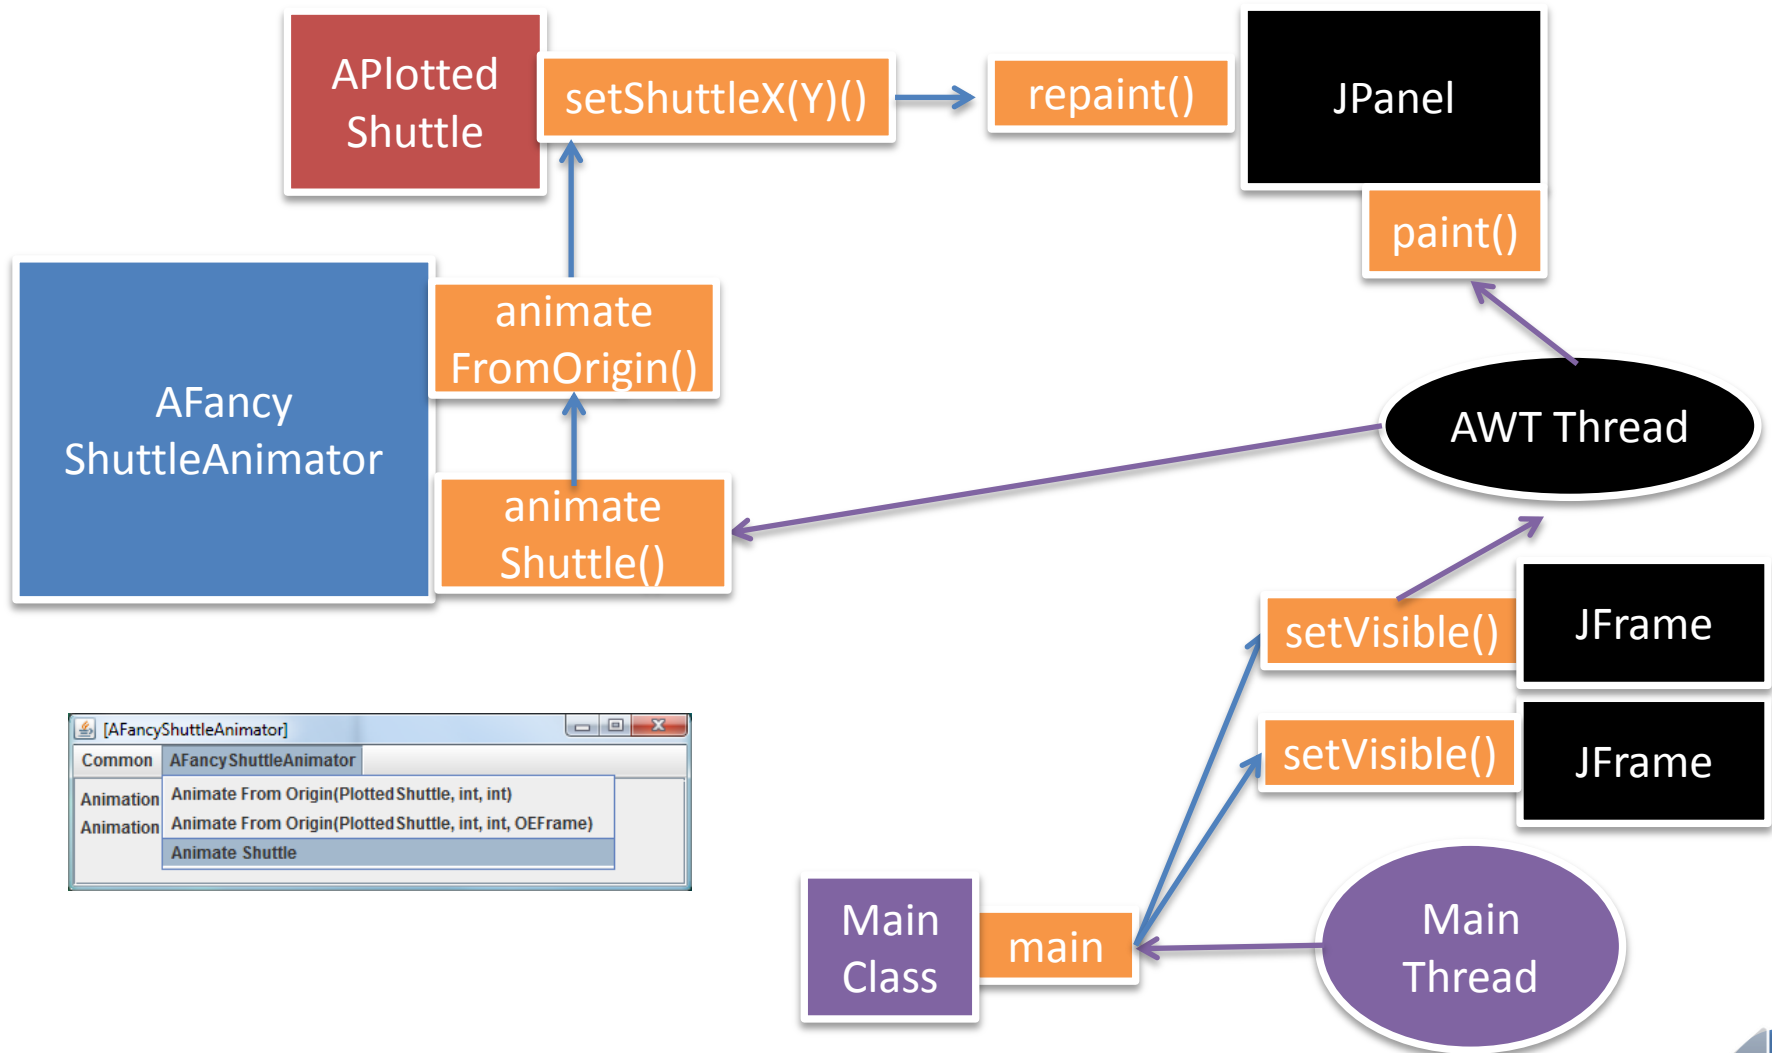 APlotted
Shuttle
setShuttleX(Y)()
repaint()
JPanel
paint()
animate
FromOrigin()
AFancy
ShuttleAnimator
animate
Shuttle()
AWT Thread
setVisible()
JFrame
setVisible()
JFrame
[AFancyShuttleAnimator]
Common AFancyShuttleAnimator
Animation Animate From Origin(PlottedShuttle, int, int)
Animation Animate From Origin(PlottedShuttle, int, int, OEFrame)
Animate Shuttle
Main
Class
main
Main
Thread